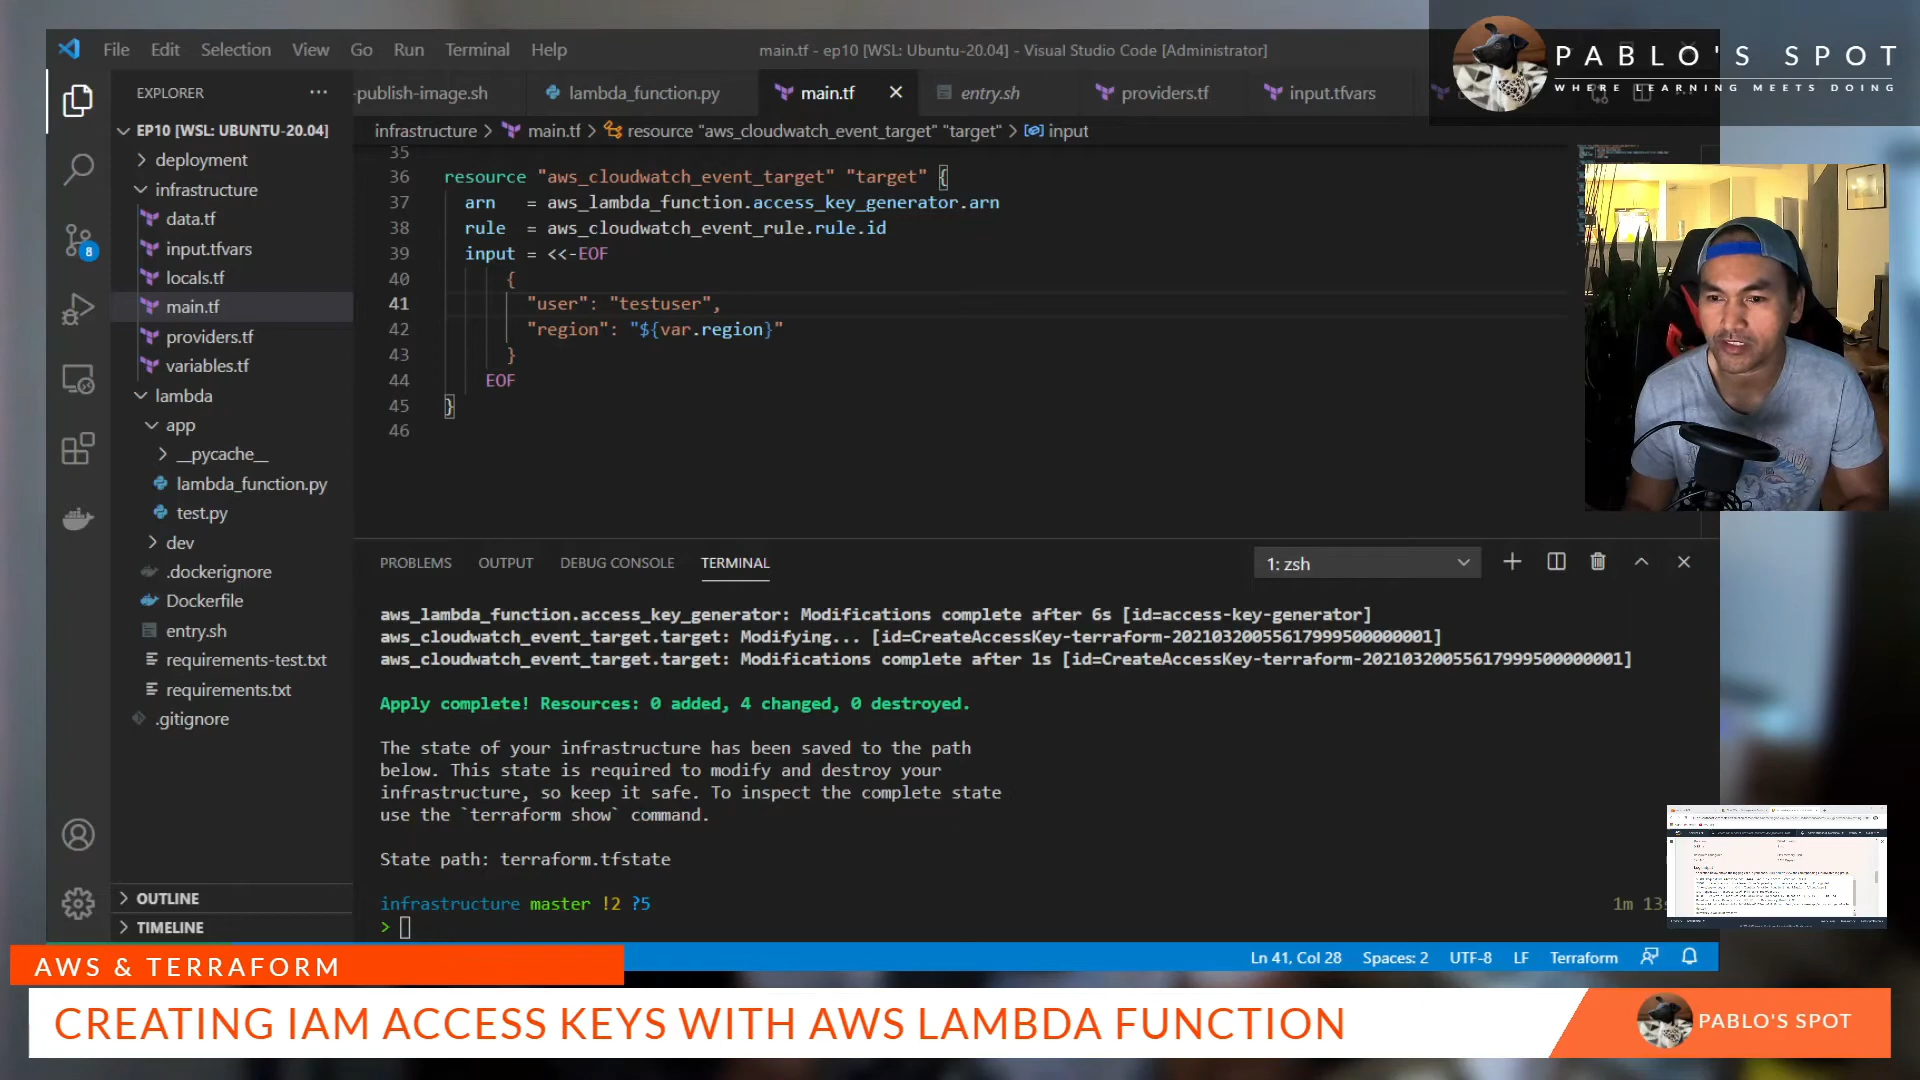 File Edit Selection View Go Run Terminal Help
main.tf - ep10 [WSL: Ubuntu-20.04] - Visual Studio Code [Administrator]
PABLO'S SPOT
WHERE LEARNING MEETS DOING
EXPLORER
-publish-image.sh
lambda_function.py
main.tf
entry.sh
providers.tf
input.tfvars
infrastructure > main.tf > resource "aws_cloudwatch_event_target" "target" > input
EP10 [WSL: UBUNTU-20.04]
deployment
infrastructure
data.tf
input.tfvars
locals.tf
main.tf
providers.tf
variables.tf
lambda
app
__pycache__
lambda_function.py
test.py
dev
.dockerignore
Dockerfile
entry.sh
requirements-test.txt
requirements.txt
.gitignore
OUTLINE
TIMELINE
8
35
36 resource "aws_cloudwatch_event_target" "target" {
37 arn = aws_lambda_function.access_key_generator.arn
38 rule = aws_cloudwatch_event_rule.rule.id
39 input = <<-EOF
40 {
41 "user": "testuser",
42 "region": "${var.region}"
43 }
44 EOF
45 }
46
PROBLEMS OUTPUT DEBUG CONSOLE TERMINAL
1: zsh
aws_lambda_function.access_key_generator: Modifications complete after 6s [id=access-key-generator]
aws_cloudwatch_event_target.target: Modifying... [id=CreateAccessKey-terraform-20210320055617999500000001]
aws_cloudwatch_event_target.target: Modifications complete after 1s [id=CreateAccessKey-terraform-20210320055617999500000001]
Apply complete! Resources: 0 added, 4 changed, 0 destroyed.
The state of your infrastructure has been saved to the path
below. This state is required to modify and destroy your
infrastructure, so keep it safe. To inspect the complete state
use the `terraform show` command.
State path: terraform.tfstate
infrastructure master !2 ?5
1m 13
>
Ln 41, Col 28 Spaces: 2 UTF-8 LF Terraform
AWS & TERRAFORM
CREATING IAM ACCESS KEYS WITH AWS LAMBDA FUNCTION
PABLO'S SPOT